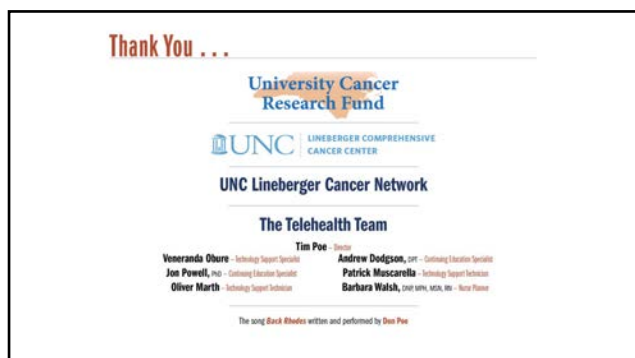 Thank You . . .
University Cancer
Research Fund
UNC LINEBERGER COMPREHENSIVE
CANCER CENTER
UNC Lineberger Cancer Network
The Telehealth Team
Tim Poe – Director
Veneranda Obure – Technology Support Specialist
Jon Powell, PhD – Continuing Education Specialist
Oliver Marth – Technology Support Technician
Andrew Dodgson, DPT – Continuing Education Specialist
Patrick Muscarella – Technology Support Technician
Barbara Walsh, DNP, MPH, MSN, RN – Nurse Planner
The song Back Rhodes written and performed by Don Poe